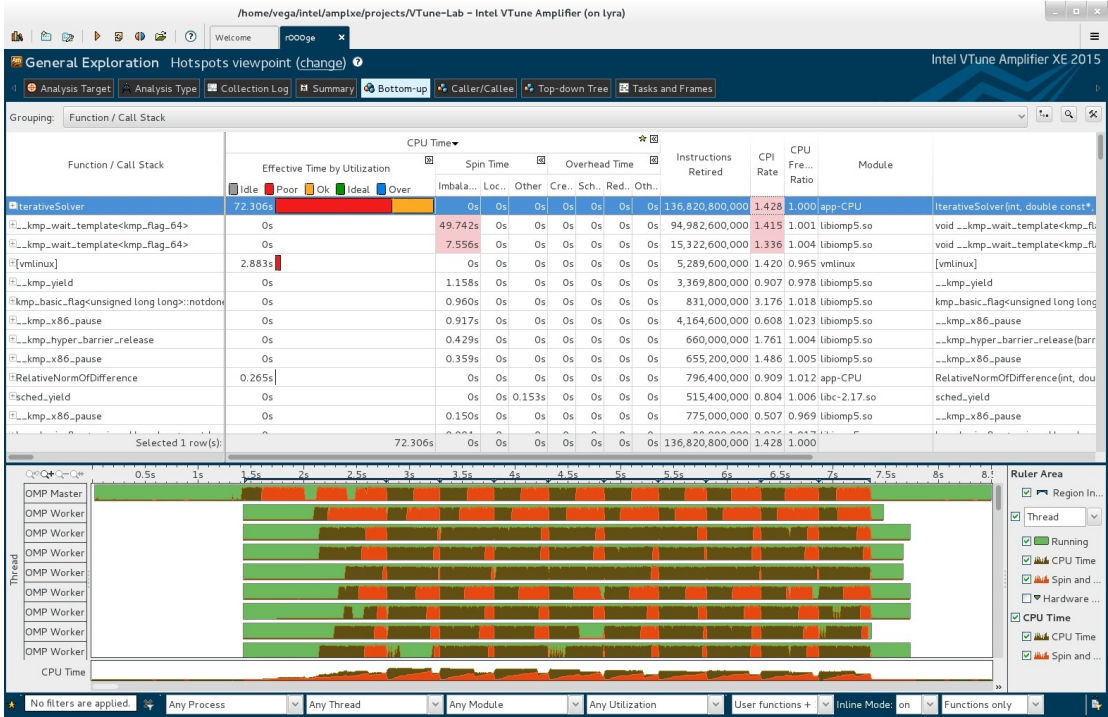 /home/vega/intel/amplxe/projects/VTune-Lab - Intel VTune Amplifier (on lyra)
Welcome r000ge x
General Exploration Hotspots viewpoint (change) ? Intel VTune Amplifier XE 2015
Analysis Target Analysis Type Collection Log Summary Bottom-up Caller/Callee Top-down Tree Tasks and Frames
Grouping: Function / Call Stack
CPU Time
Function / Call Stack Effective Time by Utilization Spin Time Overhead Time Instructions Retired CPI Rate CPU Fre... Ratio Module
Idle Poor Ok Ideal Over Imbala... Loc... Other Cre... Sch... Red... Oth...
IterativeSolver 72.306s 0s 0s 0s 0s 0s 0s 0s 136,820,800,000 1.428 1.000 app-CPU IterativeSolver(int, double const*,
__kmp_wait_template<kmp_flag_64> 0s 49.742s 0s 0s 0s 0s 0s 0s 94,982,600,000 1.415 1.001 libiomp5.so void __kmp_wait_template<kmp_fl
__kmp_wait_template<kmp_flag_64> 0s 7.556s 0s 0s 0s 0s 0s 0s 15,322,600,000 1.336 1.004 libiomp5.so void __kmp_wait_template<kmp_fl
[vmlinux] 2.883s 0s 0s 0s 0s 0s 0s 0s 5,289,600,000 1.420 0.965 vmlinux [vmlinux]
__kmp_yield 0s 1.158s 0s 0s 0s 0s 0s 0s 3,369,800,000 0.907 0.978 libiomp5.so __kmp_yield
kmp_basic_flag<unsigned long long>::notdone 0s 0.960s 0s 0s 0s 0s 0s 0s 831,000,000 3.176 1.018 libiomp5.so kmp_basic_flag<unsigned long long
__kmp_x86_pause 0s 0.917s 0s 0s 0s 0s 0s 0s 4,164,600,000 0.608 1.023 libiomp5.so __kmp_x86_pause
__kmp_hyper_barrier_release 0s 0.429s 0s 0s 0s 0s 0s 0s 660,000,000 1.761 1.004 libiomp5.so __kmp_hyper_barrier_release(barr
__kmp_x86_pause 0s 0.359s 0s 0s 0s 0s 0s 0s 655,200,000 1.486 1.005 libiomp5.so __kmp_x86_pause
RelativeNormOfDifference 0.265s 0s 0s 0s 0s 0s 0s 0s 796,400,000 0.909 1.012 app-CPU RelativeNormOfDifference(int, dou
sched_yield 0s 0s 0s 0.153s 0s 0s 0s 0s 515,400,000 0.804 1.006 libc-2.17.so sched_yield
__kmp_x86_pause 0s 0.150s 0s 0s 0s 0s 0s 0s 775,000,000 0.507 0.969 libiomp5.so __kmp_x86_pause
Selected 1 row(s): 72.306s 0s 0s 0s 0s 0s 0s 0s 136,820,800,000 1.428 1.000
0.5s 1s 1.5s 2s 2.5s 3s 3.5s 4s 4.5s 5s 5.5s 6s 6.5s 7s 7.5s 8s Ruler Area
Thread
OMP Master
OMP Worker
OMP Worker
OMP Worker
OMP Worker
OMP Worker
OMP Worker
OMP Worker
OMP Worker
CPU Time
Region In...
Thread
Running
CPU Time
Spin and ...
Hardware ...
CPU Time
CPU Time
Spin and ...
No filters are applied. Any Process Any Thread Any Module Any Utilization User functions + Inline Mode: on Functions only